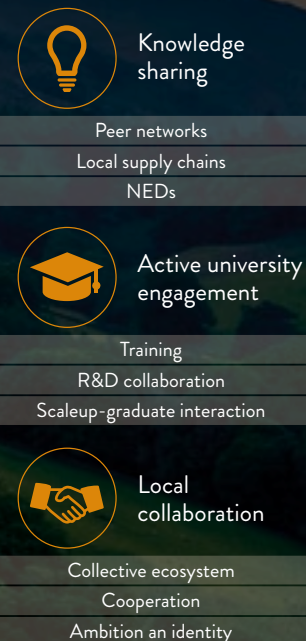 Knowledge
sharing
Peer networks
Local supply chains
NEDs
Active university
engagement
Training
R&D collaboration
Scaleup-graduate interaction
Local
collaboration
Collective ecosystem
Cooperation
Ambition an identity